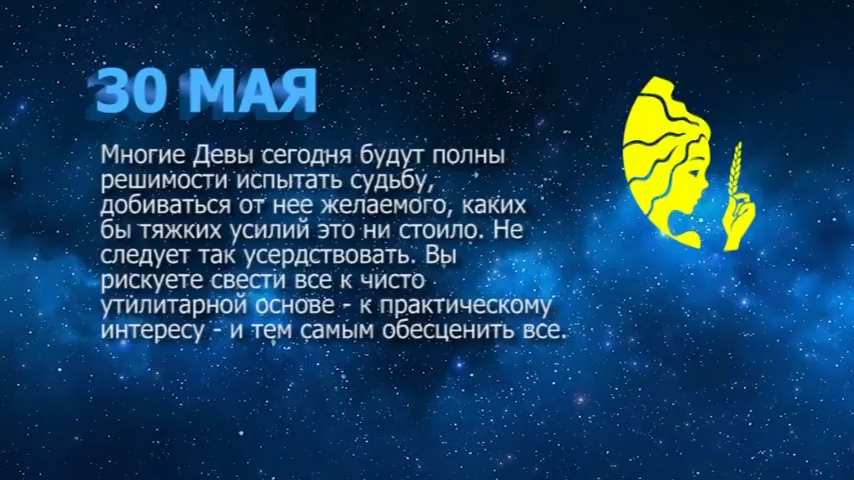 30 МАЯ
Многие Девы сегодня будут полны
решимости испытать судьбу,
добиваться от нее желаемого, каких
бы тяжких усилий это ни стоило. Не
следует так усердствовать. Вы
рискуете свести все к чисто
утилитарной основе - к практическому
интересу - и тем самым обесценить все.